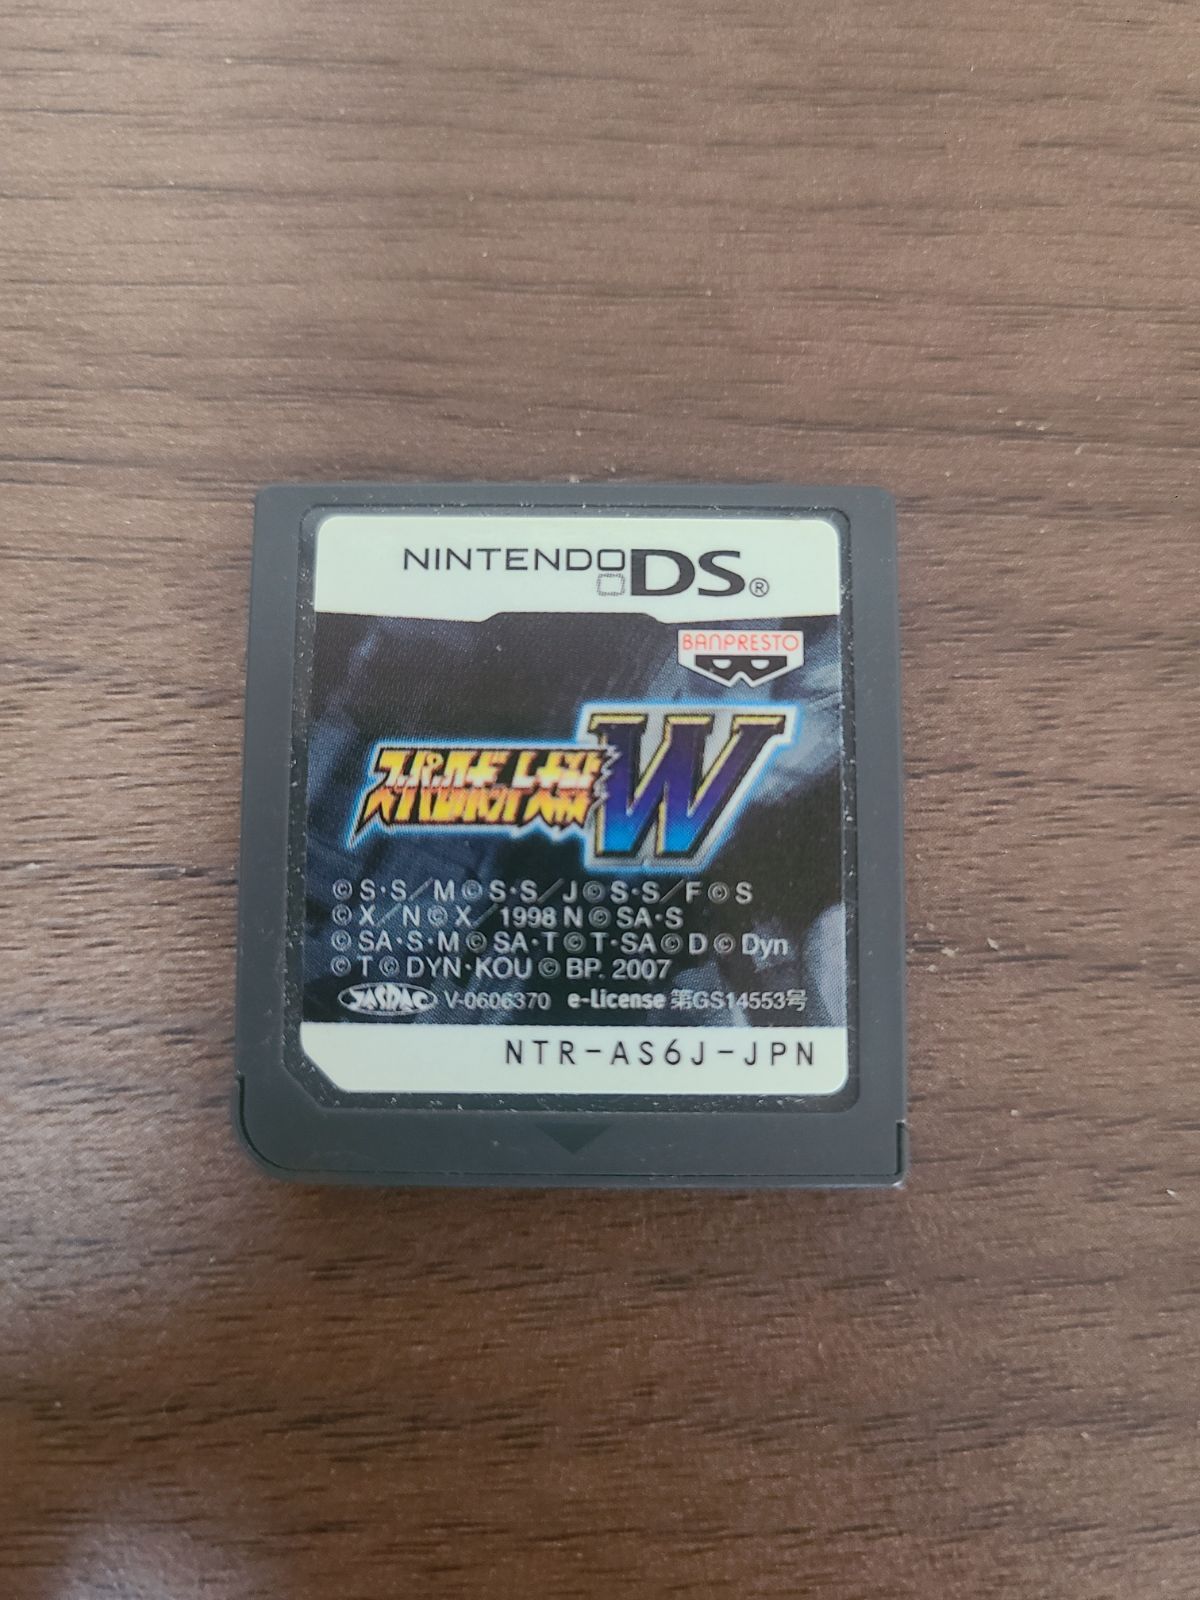 NINTENDO DS®
BANPRESTO
スーパーロボット大戦W
©S·S/M©S·S/J©S·S/F©S
©X/N©X/1998 N©SA·S
©SA·S·M©SA·T©T·SA©D©Dyn
©T©DYN·KOU©BP. 2007
JASRAC V-0606370 e-License 第GS14553号
NTR-AS6J-JPN